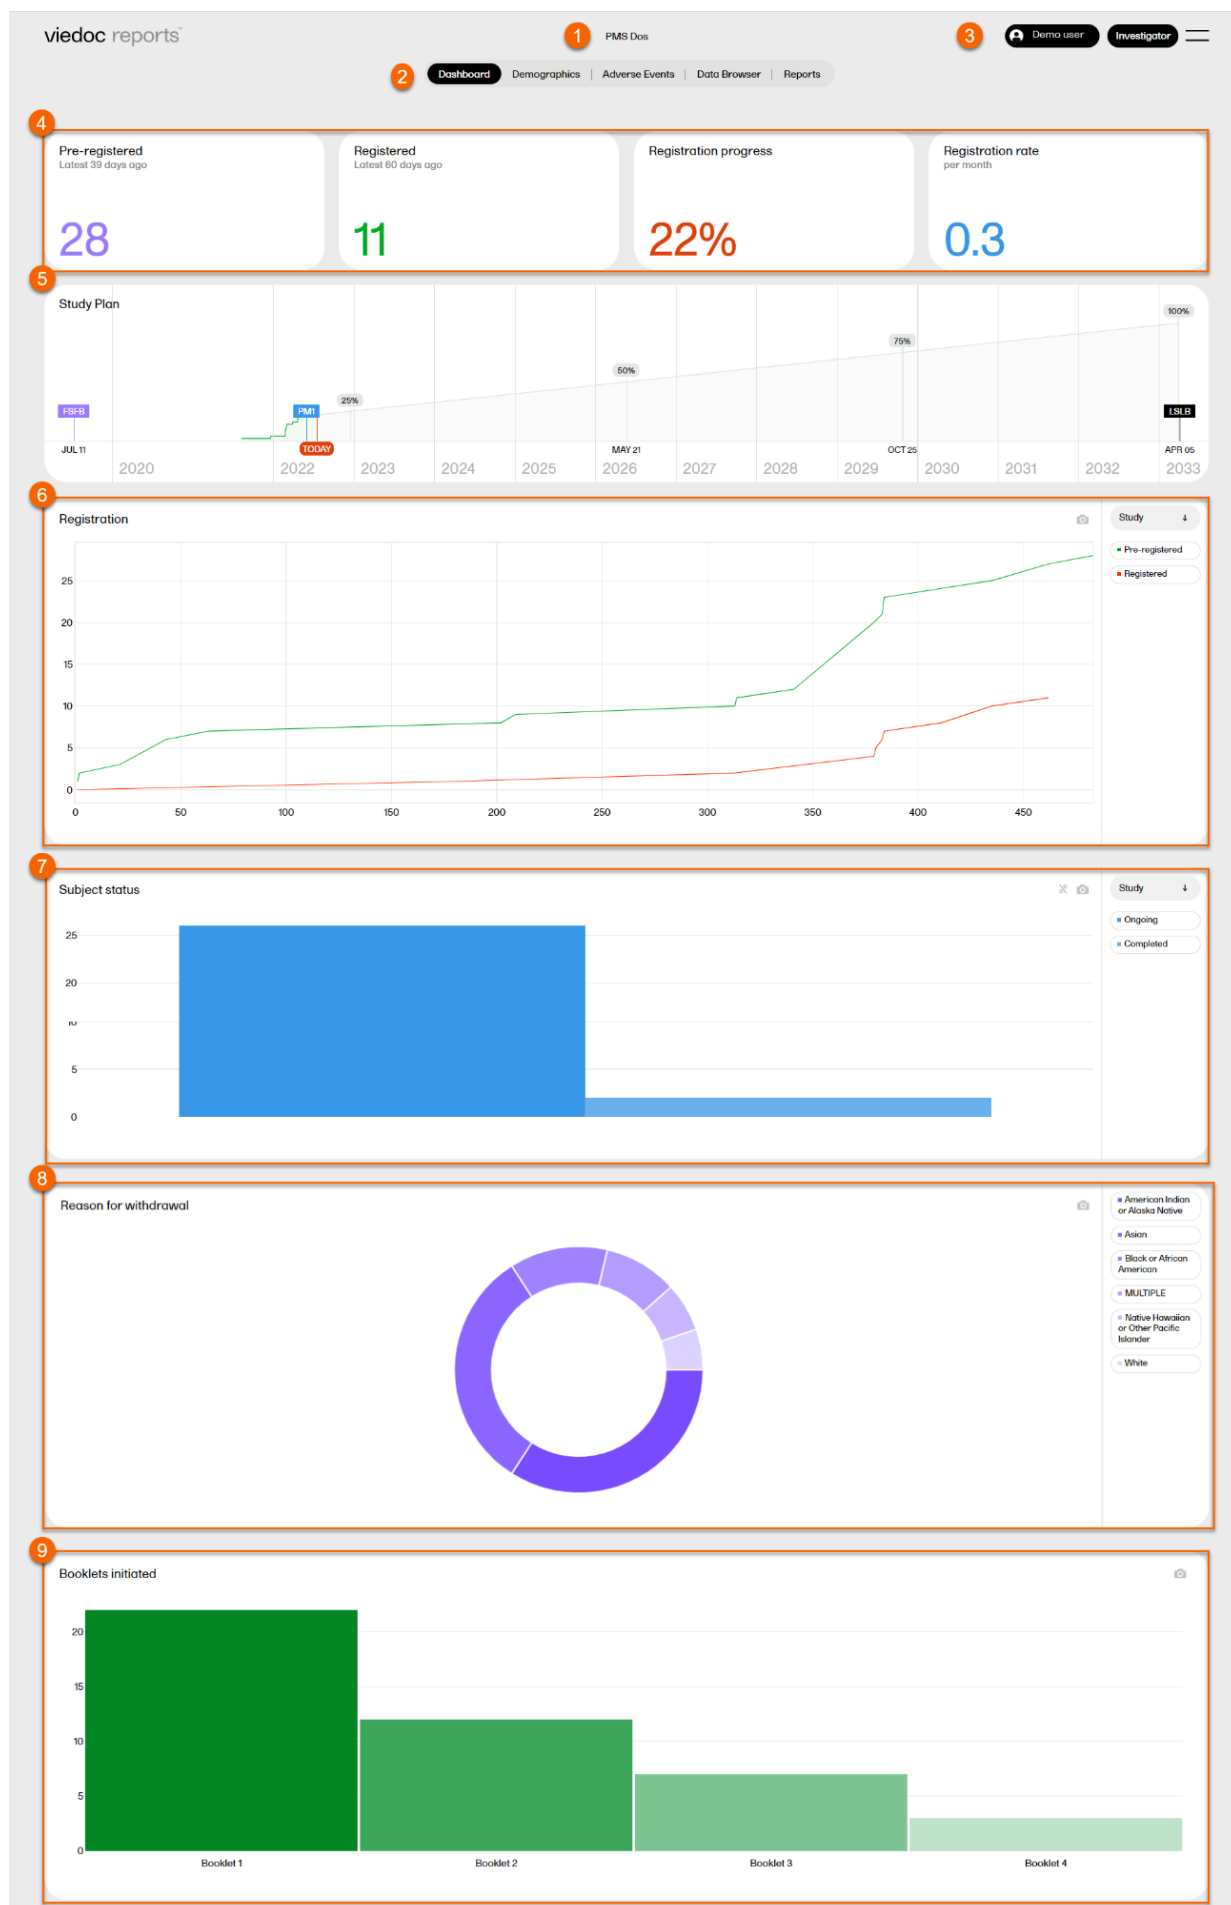 viedoc reports™
1
PMS Dos
3
Demo user
Investigator
2
Dashboard
Demographics
Adverse Events
Data Browser
Reports
4
Pre-registered
Latest 39 days ago
28
Registered
Latest 60 days ago
11
Registration progress
22%
Registration rate
per month
0.3
5
Study Plan
100%
75%
50%
25%
FSFB
PM1
LSLB
JUL 11
TODAY
MAY 21
OCT 25
APR 05
2020
2022
2023
2024
2025
2026
2027
2028
2029
2030
2031
2032
2033
6
Registration
Study
Pre-registered
Registered
25
20
15
10
5
0
0
50
100
150
200
250
300
350
400
450
7
Subject status
Study
Ongoing
Completed
25
20
10
5
0
8
Reason for withdrawal
American Indian
or Alaska Native
Asian
Black or African
American
MULTIPLE
Native Hawaiian
or Other Pacific
Islander
White
9
Booklets initiated
20
15
10
5
0
Booklet 1
Booklet 2
Booklet 3
Booklet 4